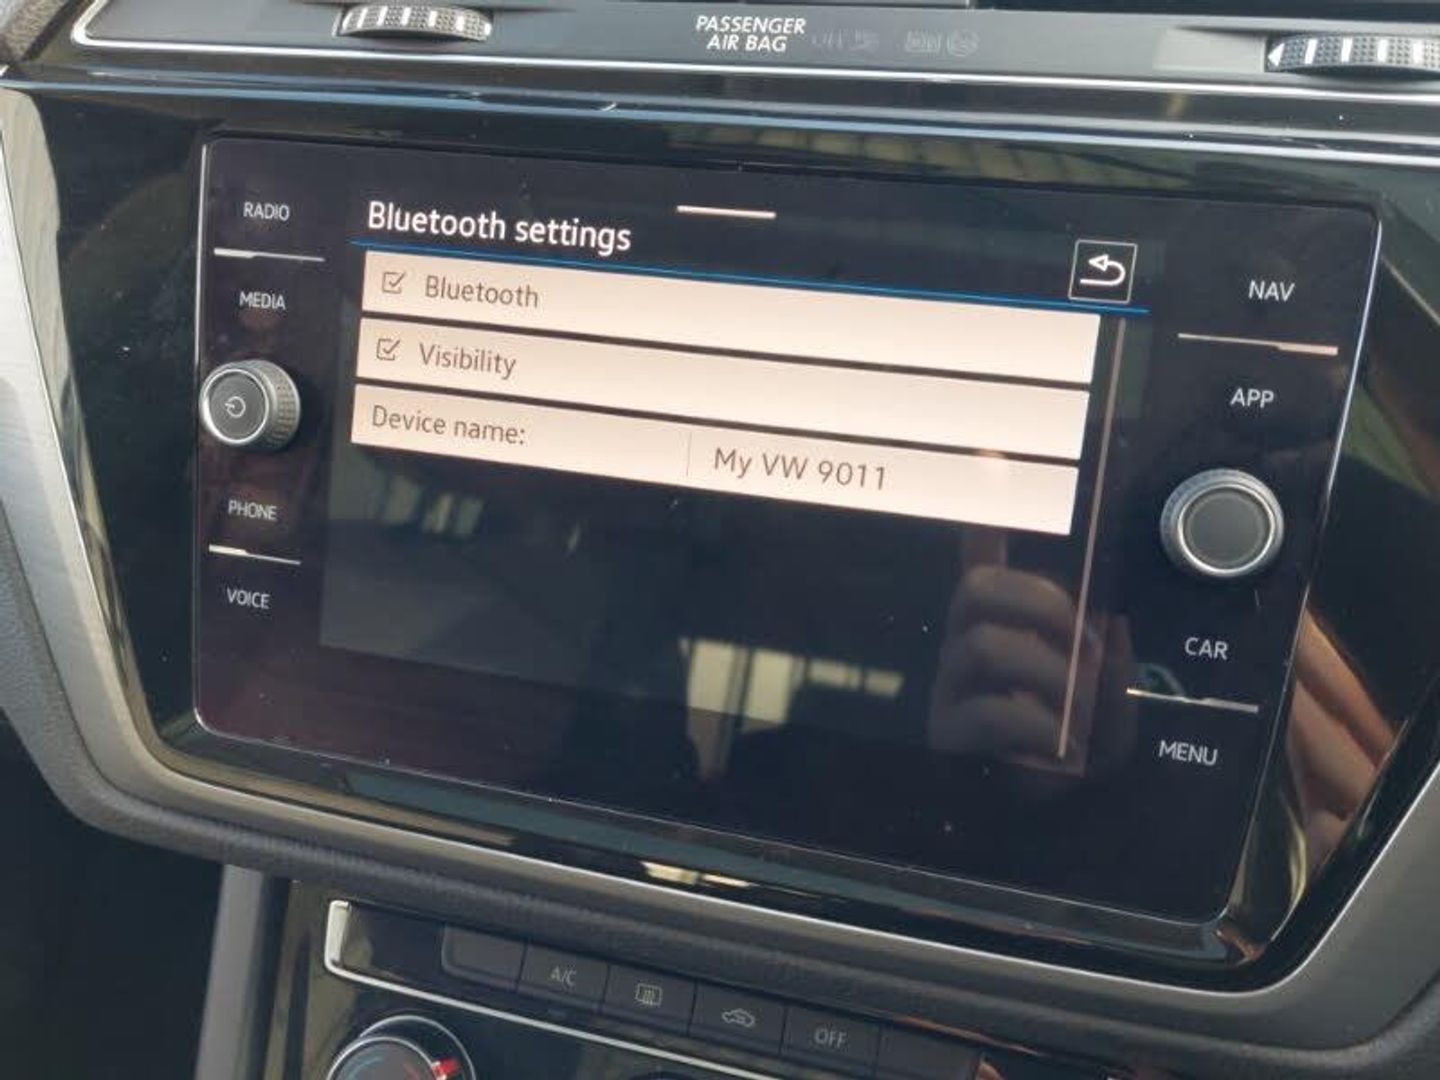 PASSENGER
AIR BAG
RADIO
Bluetooth settings
MEDIA
Bluetooth
NAV
Visibility
APP
Device name: My VW 9011
PHONE
VOICE
CAR
MENU
A/C
OFF